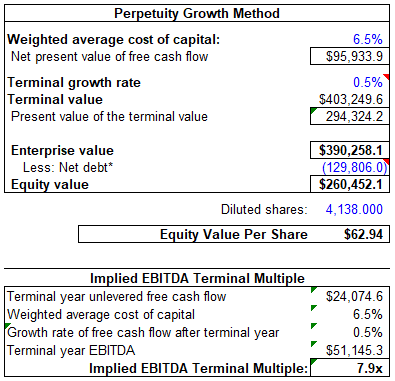 Perpetuity Growth Method
Weighted average cost of capital: 6.5%
Net present value of free cash flow $95,933.9
Terminal growth rate 0.5%
Terminal value $403,249.6
Present value of the terminal value 294,324.2
Enterprise value $390,258.1
Less: Net debt* (129,806.0)
Equity value $260,452.1
Diluted shares: 4,138.000
Equity Value Per Share $62.94
Implied EBITDA Terminal Multiple
Terminal year unlevered free cash flow $24,074.6
Weighted average cost of capital 6.5%
Growth rate of free cash flow after terminal year 0.5%
Terminal year EBITDA $51,145.3
Implied EBITDA Terminal Multiple: 7.9x